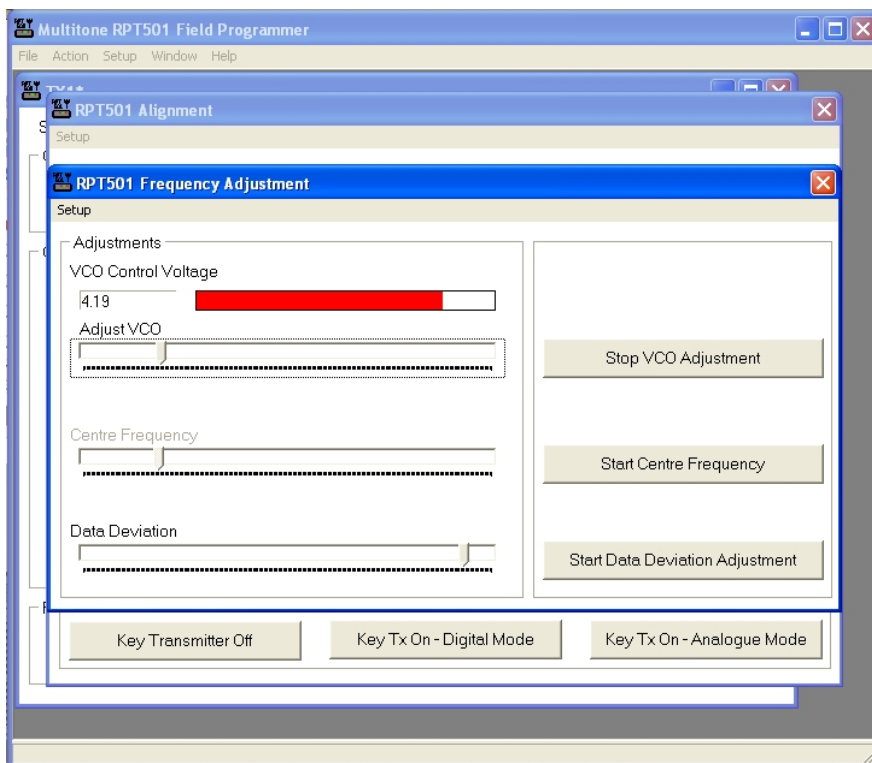 Multitone RPT501 Field Programmer
File Action Setup Window Help
RPT501 Alignment
Setup
RPT501 Frequency Adjustment
Setup
Adjustments
VCO Control Voltage
4.19
Adjust VCO
Stop VCO Adjustment
Centre Frequency
Start Centre Frequency
Data Deviation
Start Data Deviation Adjustment
Key Transmitter Off
Key Tx On - Digital Mode
Key Tx On - Analogue Mode